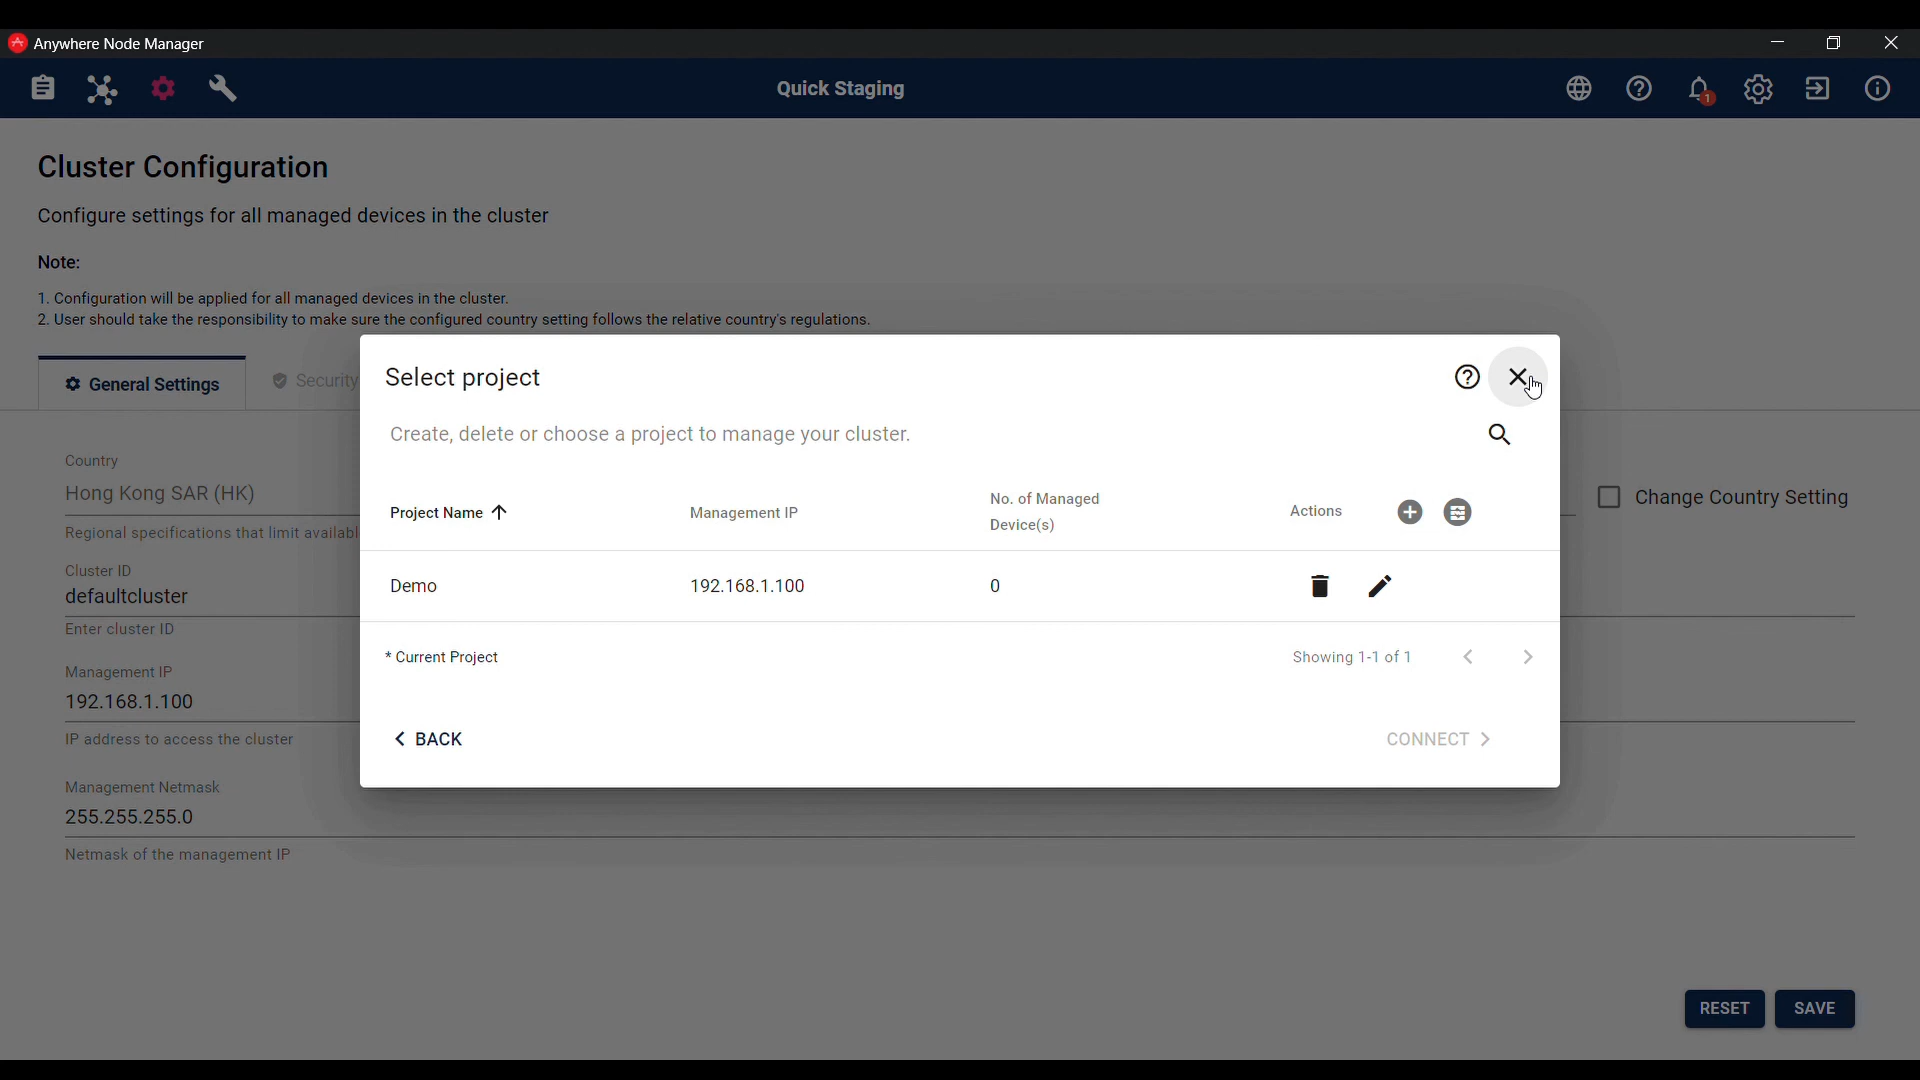 Anywhere Node Manager
Quick Staging
1
Cluster Configuration
Configure settings for all managed devices in the cluster
Note:
1. Configuration will be applied for all managed devices in the cluster.
2. User should take the responsibility to make sure the configured country setting follows the relative country's regulations.
General Settings
Security
Select project
Create, delete or choose a project to manage your cluster.
Project Name
Management IP
No. of Managed
Device(s)
Actions
Demo
192.168.1.100
0
* Current Project
Showing 1-1 of 1
BACK
CONNECT
Country
Hong Kong SAR (HK)
Change Country Setting
Regional specifications that limit
Cluster ID
defaultcluster
Enter cluster ID
Management IP
192.168.1.100
IP address to access the cluster
Management Netmask
255.255.255.0
Netmask of the management IP
RESET
SAVE